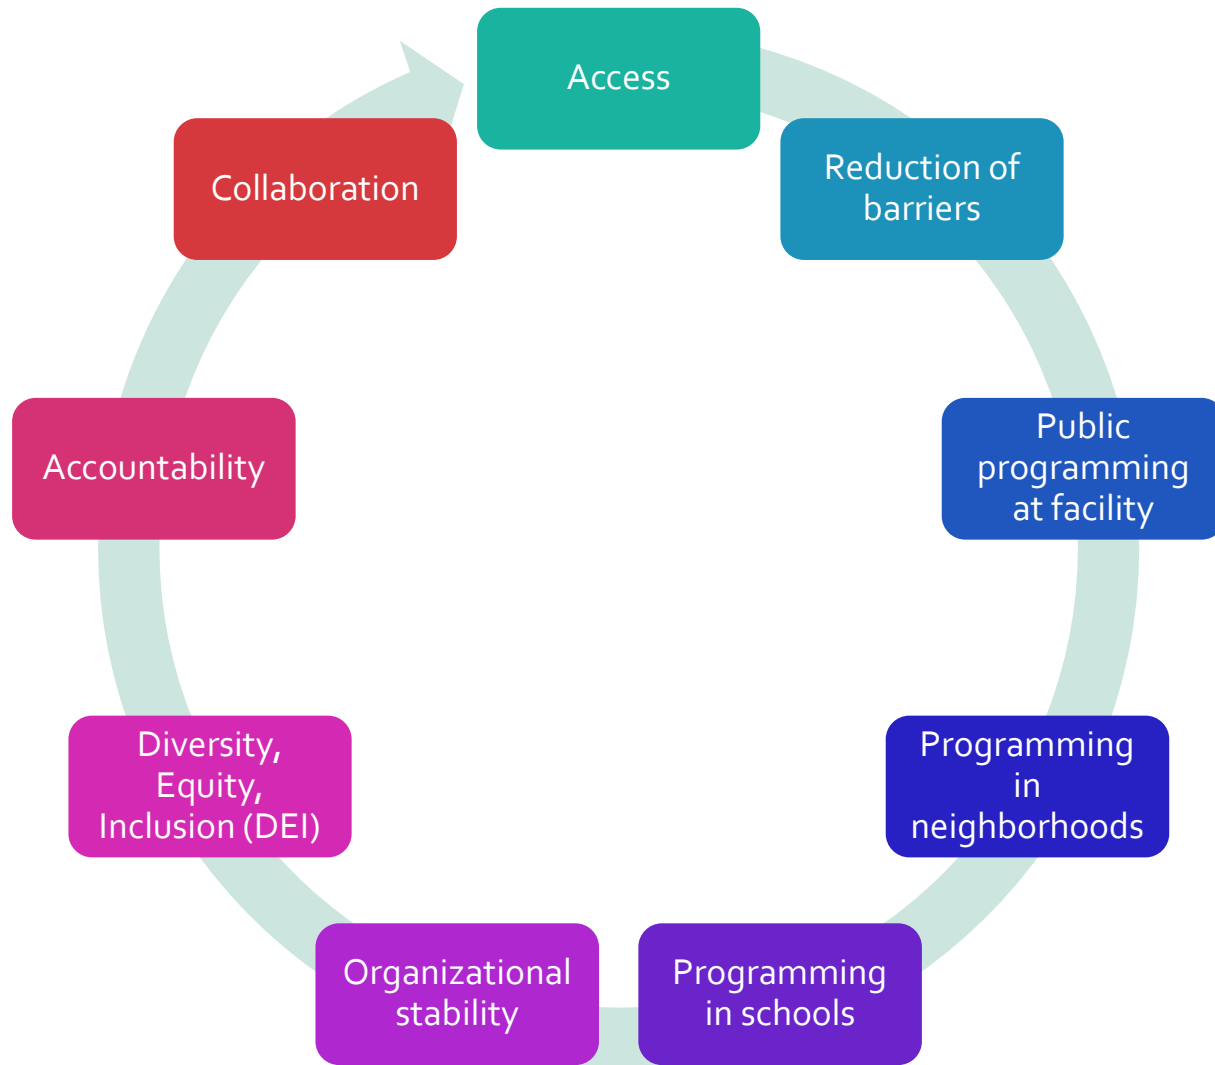 Access
Reduction of
barriers
Public
programming
at facility
Programming
in
neighborhoods
Programming
in schools
Organizational
stability
Diversity,
Equity,
Inclusion (DEI)
Accountability
Collaboration